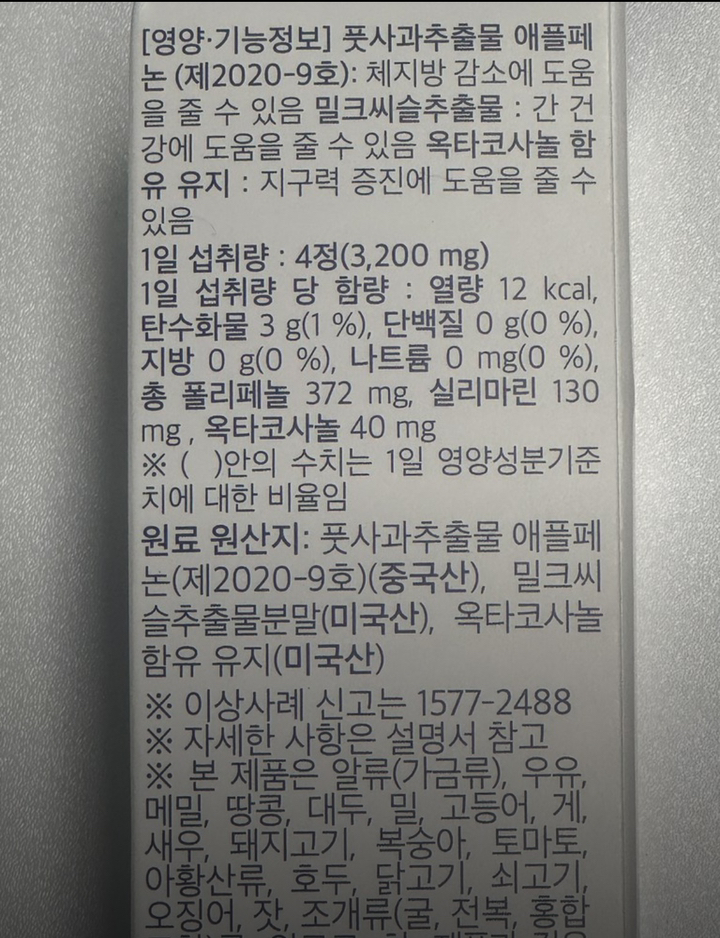 [영양·기능정보] 풋사과추출물 애플페
논 (제2020-9호): 체지방 감소에 도움
을 줄 수 있음 밀크씨슬추출물 : 간 건
강에 도움을 줄 수 있음 옥타코사놀 함
유 유지 : 지구력 증진에 도움을 줄 수
있음
1일 섭취량 : 4정(3,200 mg)
1일 섭취량 당 함량 : 열량 12 kcal,
탄수화물 3 g(1 %), 단백질 0 g(0 %),
지방 0 g(0 %), 나트륨 0 mg(0 %),
총 폴리페놀 372 mg, 실리마린 130
mg , 옥타코사놀 40 mg
※ ( )안의 수치는 1일 영양성분기준
치에 대한 비율임
원료 원산지: 풋사과추출물 애플페
논(제2020-9호)(중국산), 밀크씨
슬추출물분말(미국산), 옥타코사놀
함유 유지(미국산)
※ 이상사례 신고는 1577-2488
※ 자세한 사항은 설명서 참고
※ 본 제품은 알류(가금류), 우유,
메밀, 땅콩, 대두, 밀, 고등어, 게,
새우, 돼지고기, 복숭아, 토마토,
아황산류, 호두, 닭고기, 쇠고기,
오징어, 잣, 조개류(굴, 전복, 홍합